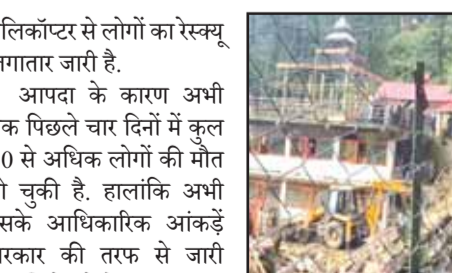 लिकॉप्टर से लोगों का रेस्क्यू
गातार जारी है.
आपदा के कारण अभी
क पिछले चार दिनों में कुल
0 से अधिक लोगों की मौत
चुकी है. हालांकि अभी
सके आधिकारिक आंकड़ें
रकार की तरफ से जारी